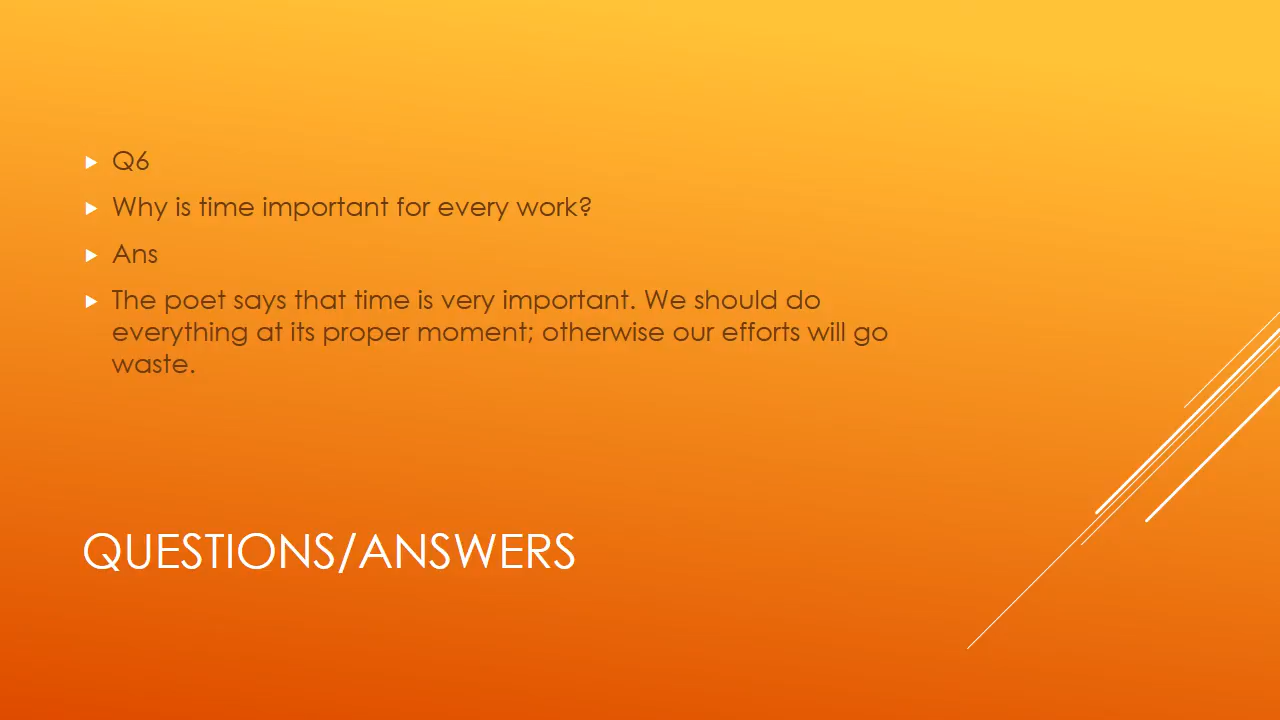 Q6
Why is time important for every work?
Ans
The poet says that time is very important. We should do
everything at its proper moment; otherwise our efforts will go
waste.
QUESTIONS/ANSWERS